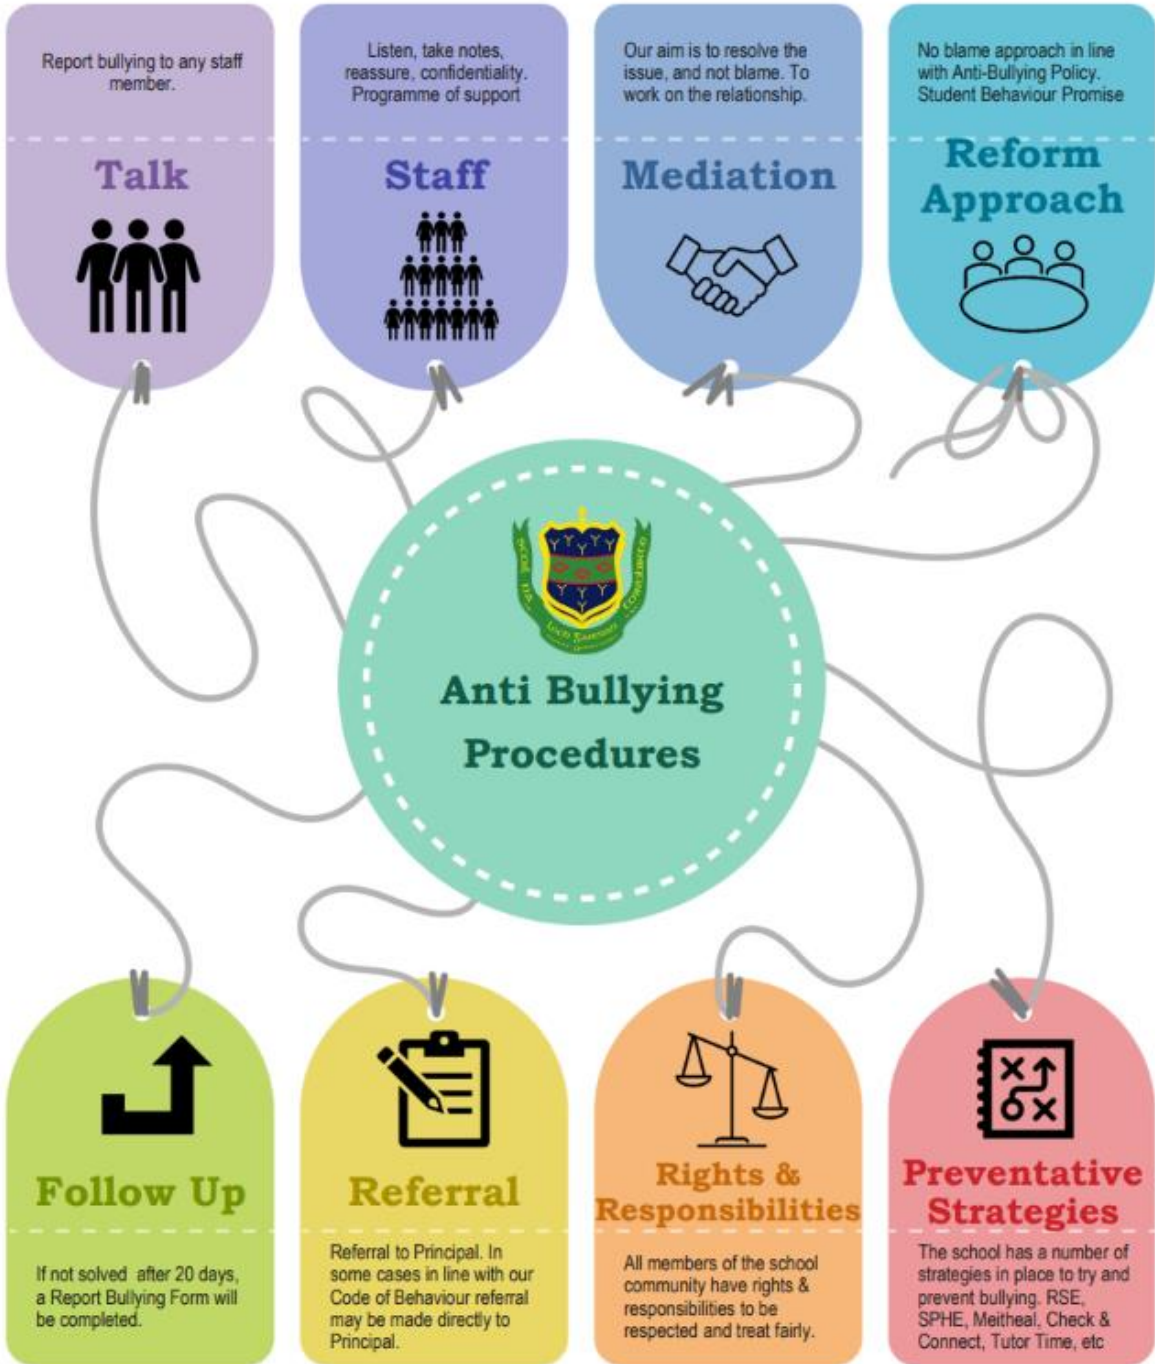 Report bullying to any staff
member.
Talk
Listen, take notes,
reassure, confidentiality.
Programme of support
Staff
Our aim is to resolve the
issue, and not blame. To
work on the relationship.
Mediation
No blame approach in line
with Anti-Bullying Policy.
Student Behaviour Promise
Reform
Approach
Anti Bullying
Procedures
Follow Up
If not solved after 20 days,
a Report Bullying Form will
be completed.
Referral
Referral to Principal. In
some cases in line with our
Code of Behaviour referral
may be made directly to
Principal.
Rights &
Responsibilities
All members of the school
community have rights &
responsibilities to be
respected and treat fairly.
Preventative
Strategies
The school has a number of
strategies in place to try and
prevent bullying. RSE,
SPHE, Meitheal, Check &
Connect, Tutor Time, etc